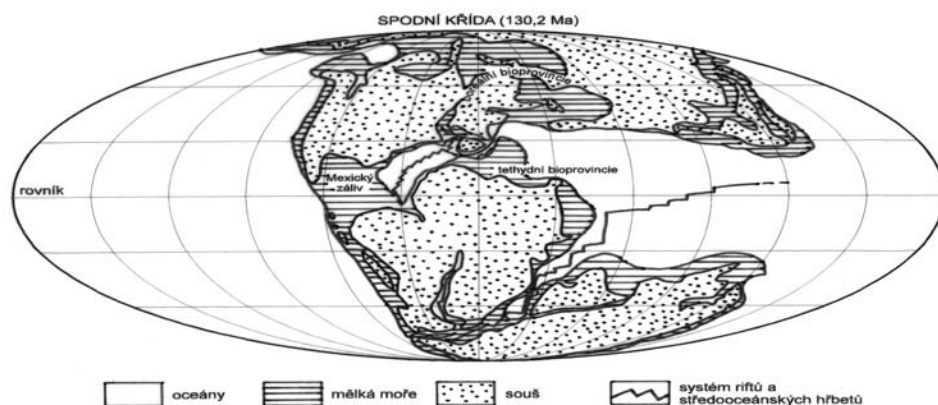 SPODNÍ KŘÍDA (130,2 Ma)
boreální bioprovincie
Mexický
záliv
tethydní bioprovincie
rovník
oceány
mělká moře
souš
systém riftů a
středooceánských hřbetů